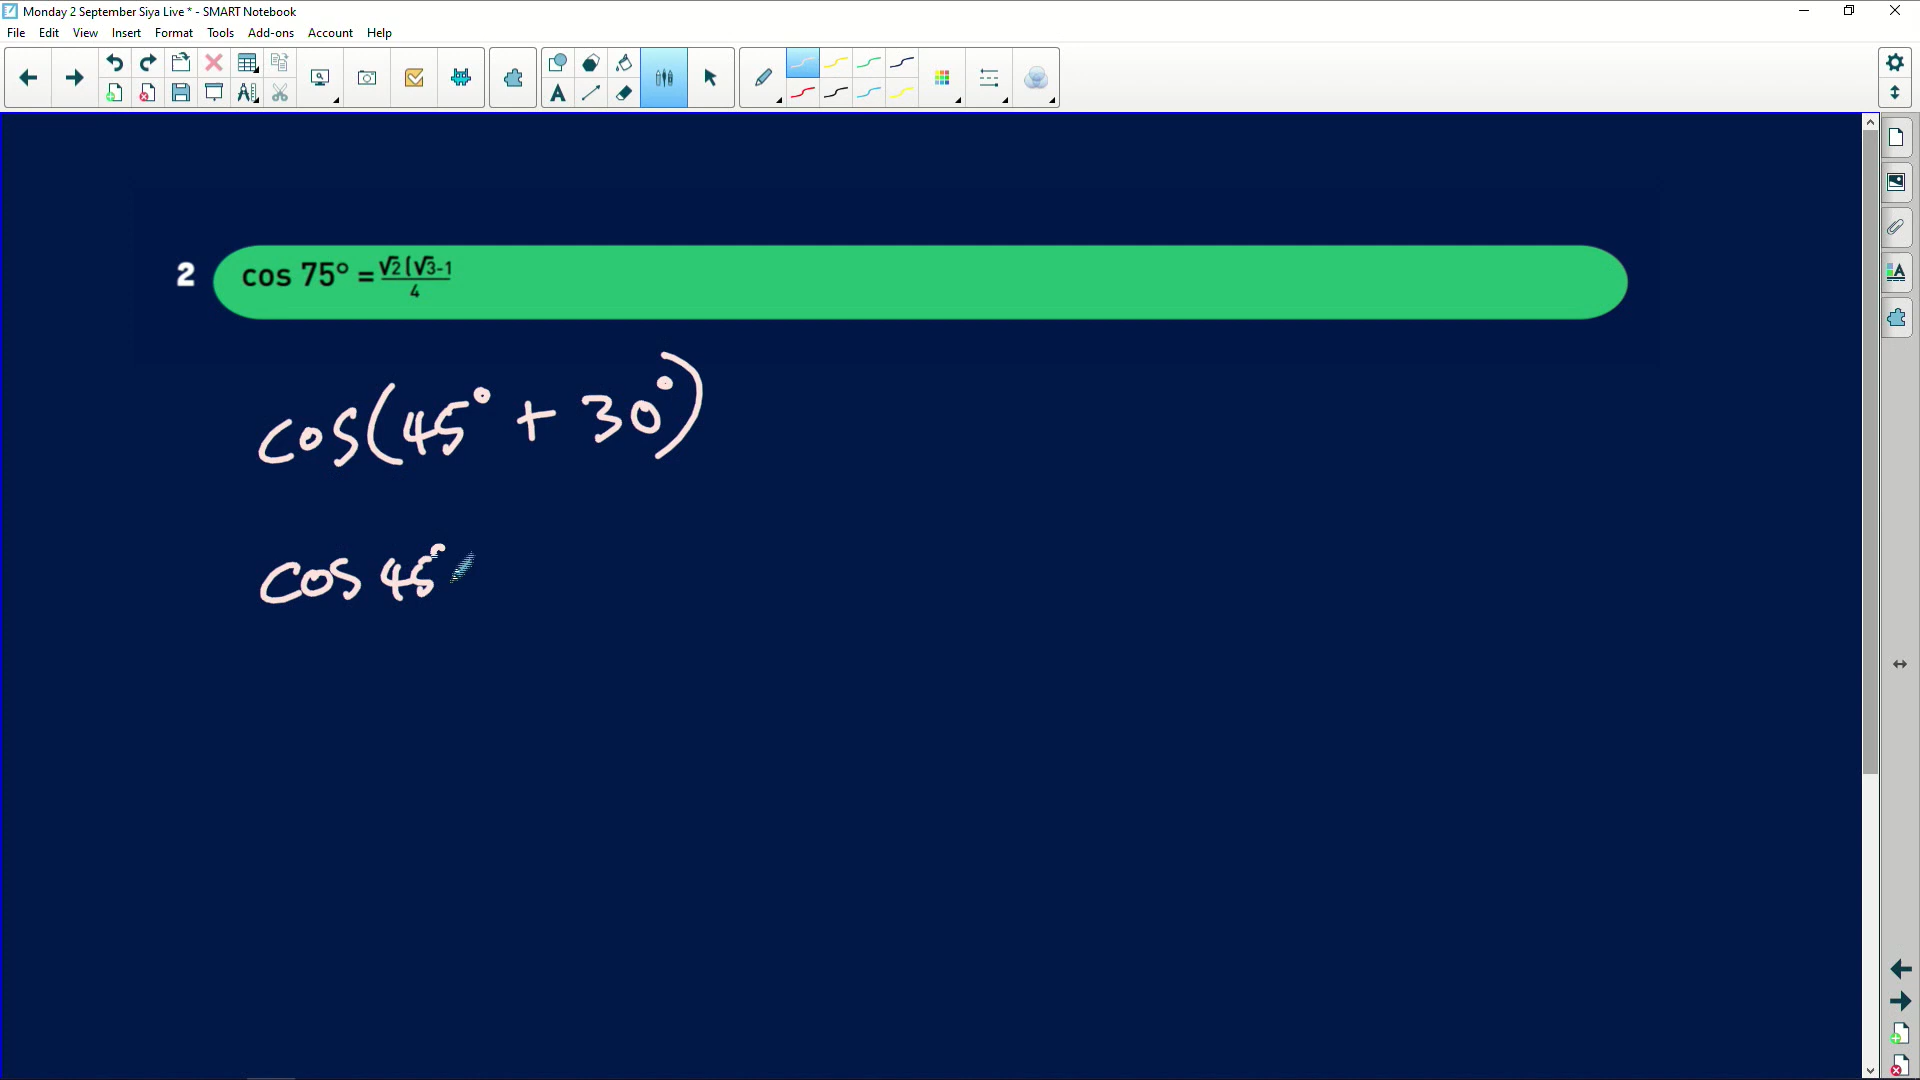 Monday 2 September Siya Live * - SMART Notebook
File Edit View Insert Format Tools Add-ons Account Help
2 cos 75° = √2 (√3-1 / 4
cos(45° + 30°)
cos 45°